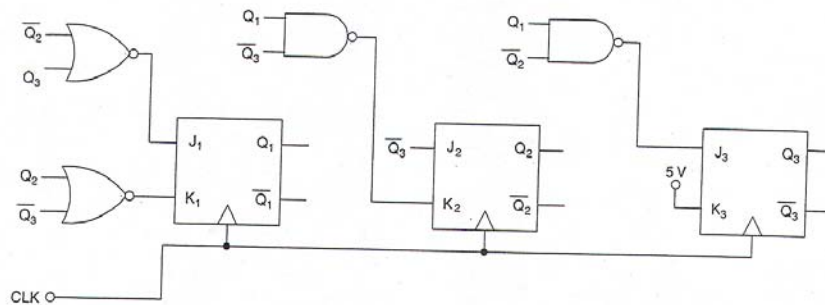 Q̅₂
Q₃
Q₂
Q̅₃
J₁ Q₁
K₁ Q̅₁
Q₁
Q̅₃
Q̅₃
J₂ Q₂
K₂ Q̅₂
Q₁
Q̅₂
5 V
J₃ Q₃
K₃ Q̅₃
CLK